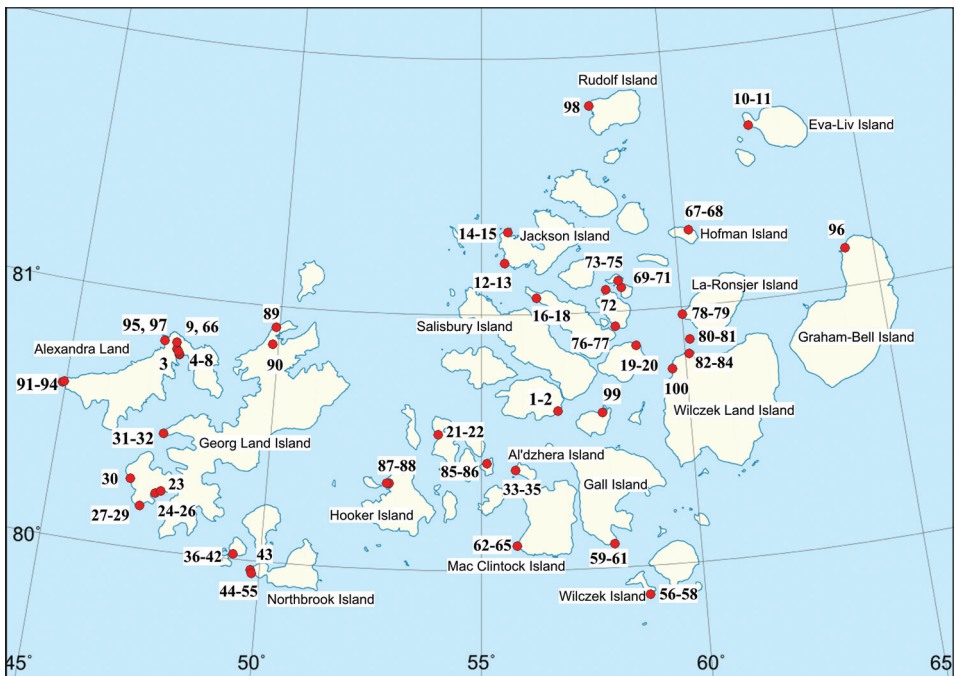 Rudolf Island
98
10-11
Eva-Liv Island
67-68
Hofman Island
96
14-15
Jackson Island
73-75
69-71
12-13
81°
La-Ronsjer Island
72
16-18
89
Salisbury Island
78-79
95, 97
9, 66
76-77
80-81
Graham-Bell Island
Alexandra Land
3
4-8
90
19-20
82-84
91-94
100
1-2
99
Wilczek Land Island
31-32
Georg Land Island
21-22
Al'dzhera Island
87-88
85-86
30
23
33-35
Gall Island
27-29
24-26
Hooker Island
80°
36-42
43
62-65
59-61
Mac Clintock Island
44-55
Northbrook Island
Wilczek Island
56-58
45°
50°
55°
60°
65